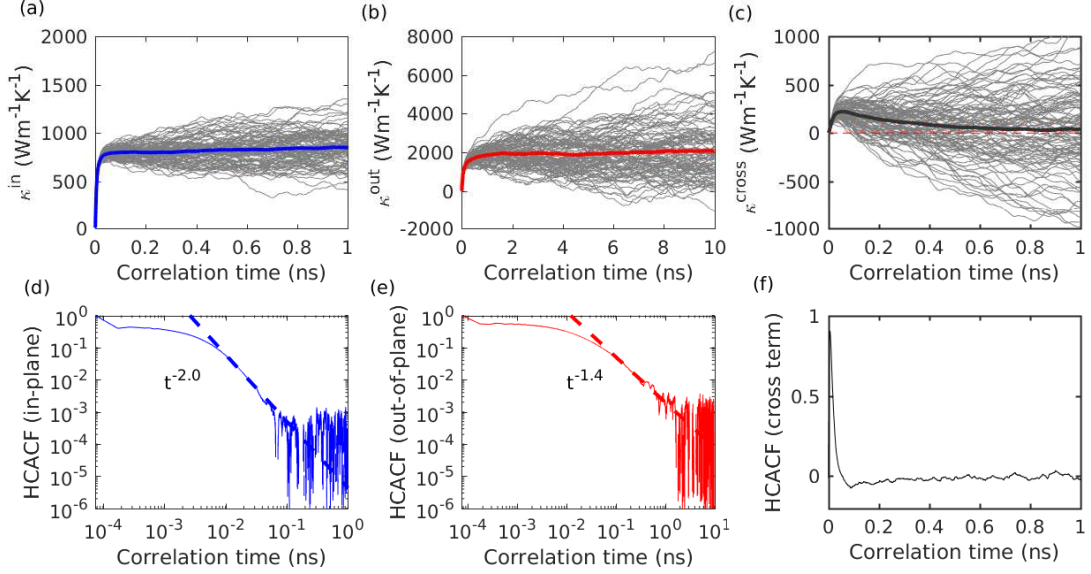 (a)
(b)
(c)
2000
1500
1000
500
0
κ^in (Wm^-1K^-1)
0 0.2 0.4 0.6 0.8 1
Correlation time (ns)
8000
6000
4000
2000
0
-2000
κ^out (Wm^-1K^-1)
0 2 4 6 8 10
Correlation time (ns)
1000
500
0
-500
-1000
κ^cross (Wm^-1K^-1)
0 0.2 0.4 0.6 0.8 1
Correlation time (ns)
(d)
(e)
(f)
10^0
10^-1
10^-2
10^-3
10^-4
10^-5
10^-6
HCACF (in-plane)
t^-2.0
10^-4 10^-3 10^-2 10^-1 10^0
Correlation time (ns)
10^0
10^-1
10^-2
10^-3
10^-4
10^-5
10^-6
HCACF (out-of-plane)
t^-1.4
10^-4 10^-3 10^-2 10^-1 10^0 10^1
Correlation time (ns)
1
0.8
0.6
0.4
0.2
0
HCACF (cross term)
0 0.2 0.4 0.6 0.8 1
Correlation time (ns)